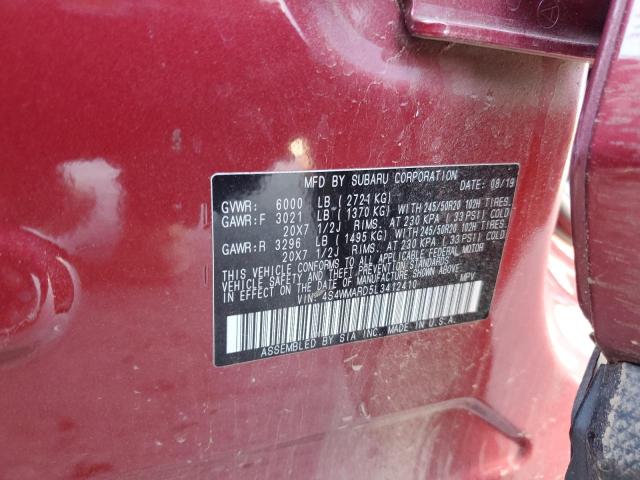 MFD BY SUBARU CORPORATION DATE: 08/19
GVWR: 6000 LB (2724 KG)
GAWR:F 3021 LB (1370 KG) WITH 245/50R20 102H TIRES.
20X7 1/2J RIMS. AT 230 KPA (33 PSI) COLD
GAWR:R 3296 LB (1495 KG) WITH 245/50R20 102H TIRES.
20X7 1/2J RIMS. AT 230 KPA (33 PSI) COLD
THIS VEHICLE CONFORMS TO ALL APPLICABLE FEDERAL MOTOR
VEHICLE SAFETY AND THEFT PREVENTION STANDARDS
IN EFFECT ON THE DATE OF MANUFACTURE SHOWN ABOVE.
VIN: 4S4WMARD5L3412410 MPV
ASSEMBLED BY SIA INC. MADE IN U.S.A.